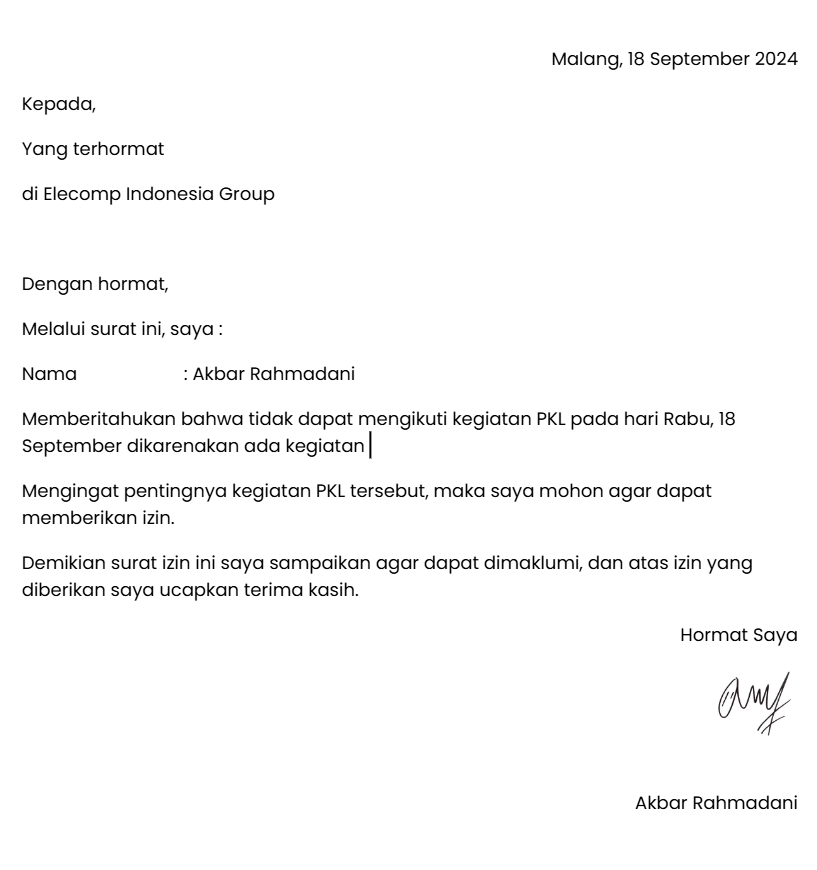 Malang, 18 September 2024
Kepada,
Yang terhormat
di Elecomp Indonesia Group
Dengan hormat,
Melalui surat ini, saya :
Nama : Akbar Rahmadani
Memberitahukan bahwa tidak dapat mengikuti kegiatan PKL pada hari Rabu, 18
September dikarenakan ada kegiatan
Mengingat pentingnya kegiatan PKL tersebut, maka saya mohon agar dapat
memberikan izin.
Demikian surat izin ini saya sampaikan agar dapat dimaklumi, dan atas izin yang
diberikan saya ucapkan terima kasih.
Hormat Saya
Akbar Rahmadani